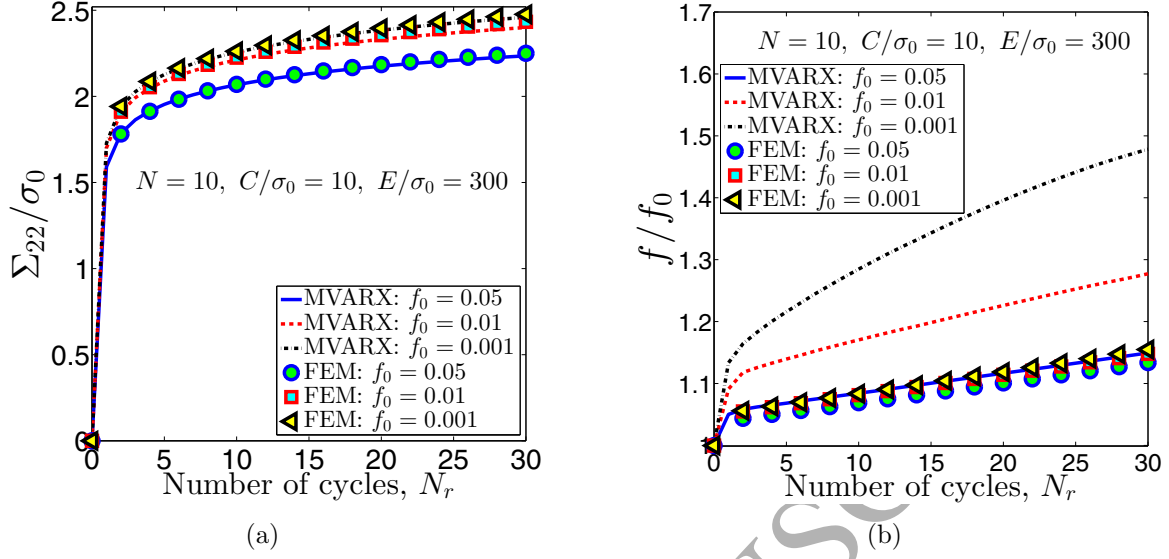 2.5
2
1.5
1
0.5
0
Σ22/σ0
N = 10, C/σ0 = 10, E/σ0 = 300
MVARX: f0 = 0.05
MVARX: f0 = 0.01
MVARX: f0 = 0.001
FEM: f0 = 0.05
FEM: f0 = 0.01
FEM: f0 = 0.001
0 5 10 15 20 25 30
Number of cycles, Nr
(a)
1.7
1.6
1.5
1.4
1.3
1.2
1.1
f/f0
N = 10, C/σ0 = 10, E/σ0 = 300
MVARX: f0 = 0.05
MVARX: f0 = 0.01
MVARX: f0 = 0.001
FEM: f0 = 0.05
FEM: f0 = 0.01
FEM: f0 = 0.001
0 5 10 15 20 25 30
Number of cycles, Nr
(b)